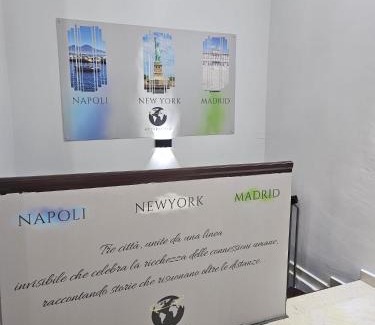 NAPOLI NEW YORK MADRID
NAPOLI NEWYORK MADRID
Tre città, unite da una linea
invisibile che celebra la ricchezza delle connessioni umane,
raccontando storie che risuonano oltre le distanze.